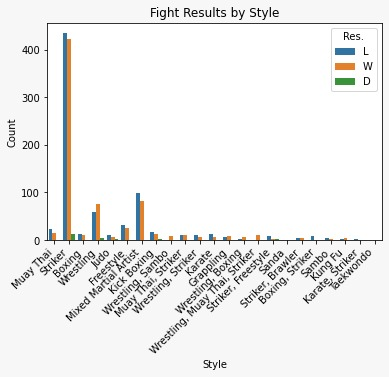 Fight Results by Style
Res.
L
W
D
Count
400
300
200
100
0
Muay Thai
Striker
Boxing
Wrestling
Judo
Freestyle
Mixed Martial Artist
Kick Boxing
Wrestling, Sambo
Muay Thai, Striker
Wrestling, Striker
Karate
Grappling
Wrestling, Boxing
Wrestling, Muay Thai, Striker
Striker, Freestyle
Sanda
Striker, Brawler
Boxing, Striker
Sambo
Kung Fu
Karate, Striker
Taekwondo
Style